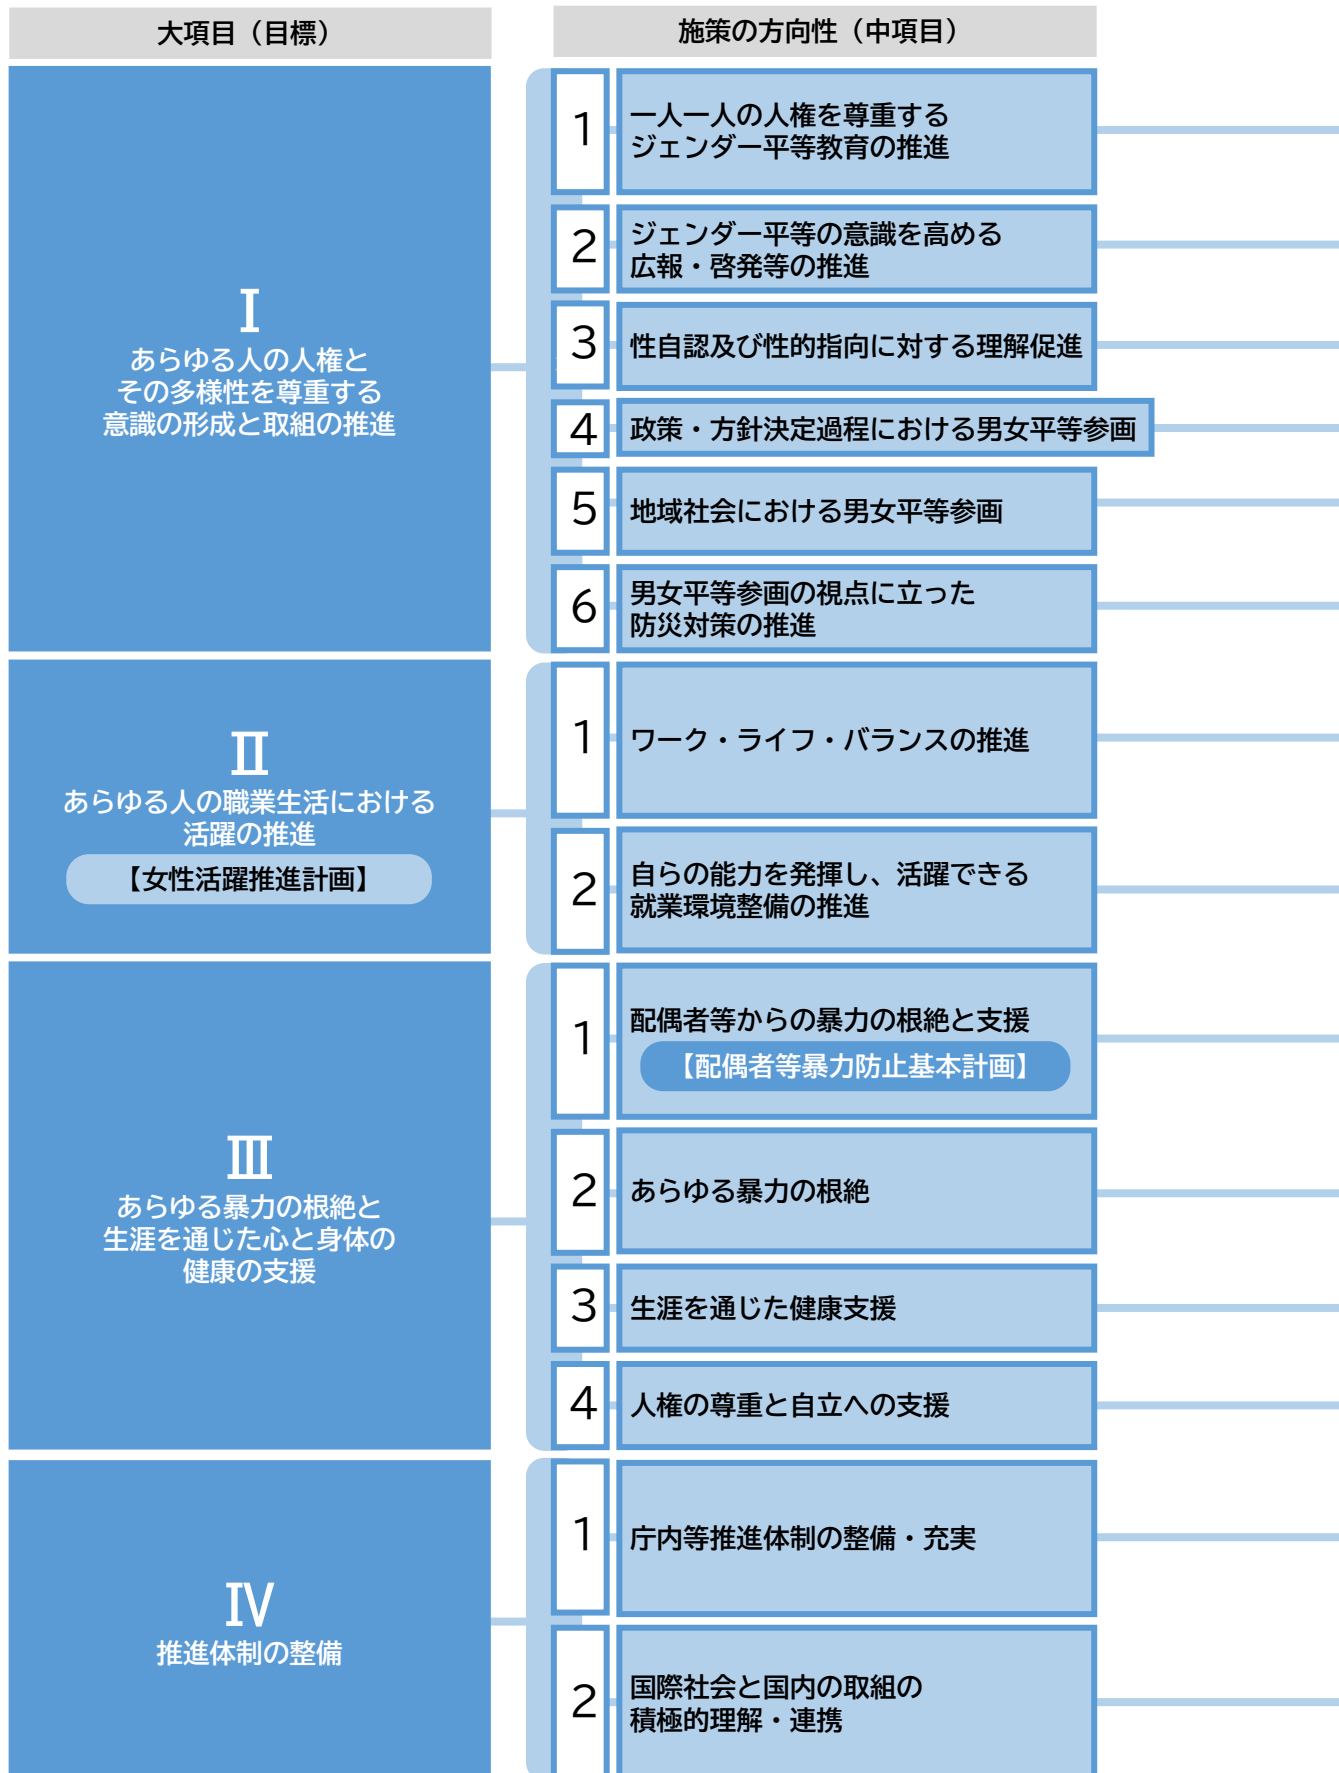 大項目（目標）
施策の方向性（中項目）
Ⅰ
あらゆる人の人権と
その多様性を尊重する
意識の形成と取組の推進
1
一人一人の人権を尊重する
ジェンダー平等教育の推進
2
ジェンダー平等の意識を高める
広報・啓発等の推進
3
性自認及び性的指向に対する理解促進
4
政策・方針決定過程における男女平等参画
5
地域社会における男女平等参画
6
男女平等参画の視点に立った
防災対策の推進
Ⅱ
あらゆる人の職業生活における
活躍の推進
【女性活躍推進計画】
1
ワーク・ライフ・バランスの推進
2
自らの能力を発揮し、活躍できる
就業環境整備の推進
Ⅲ
あらゆる暴力の根絶と
生涯を通じた心と身体の
健康の支援
1
配偶者等からの暴力の根絶と支援
【配偶者等暴力防止基本計画】
2
あらゆる暴力の根絶
3
生涯を通じた健康支援
4
人権の尊重と自立への支援
Ⅳ
推進体制の整備
1
庁内等推進体制の整備・充実
2
国際社会と国内の取組の
積極的理解・連携